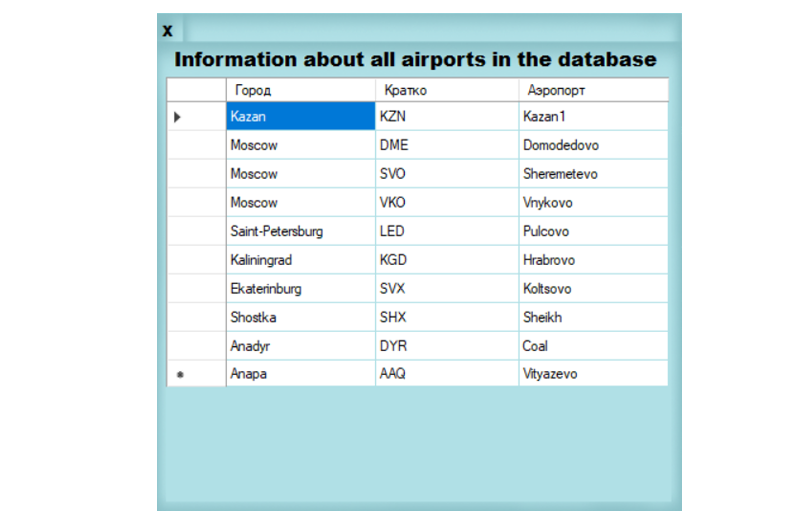 x
Information about all airports in the database
Город Кратко Аэропорт
Kazan KZN Kazan1
Moscow DME Domodedovo
Moscow SVO Sheremetevo
Moscow VKO Vnykovo
Saint-Petersburg LED Pulcovo
Kaliningrad KGD Hrabrovo
Ekaterinburg SVX Koltsovo
Shostka SHX Sheikh
Anadyr DYR Coal
Anapa AAQ Vityazevo